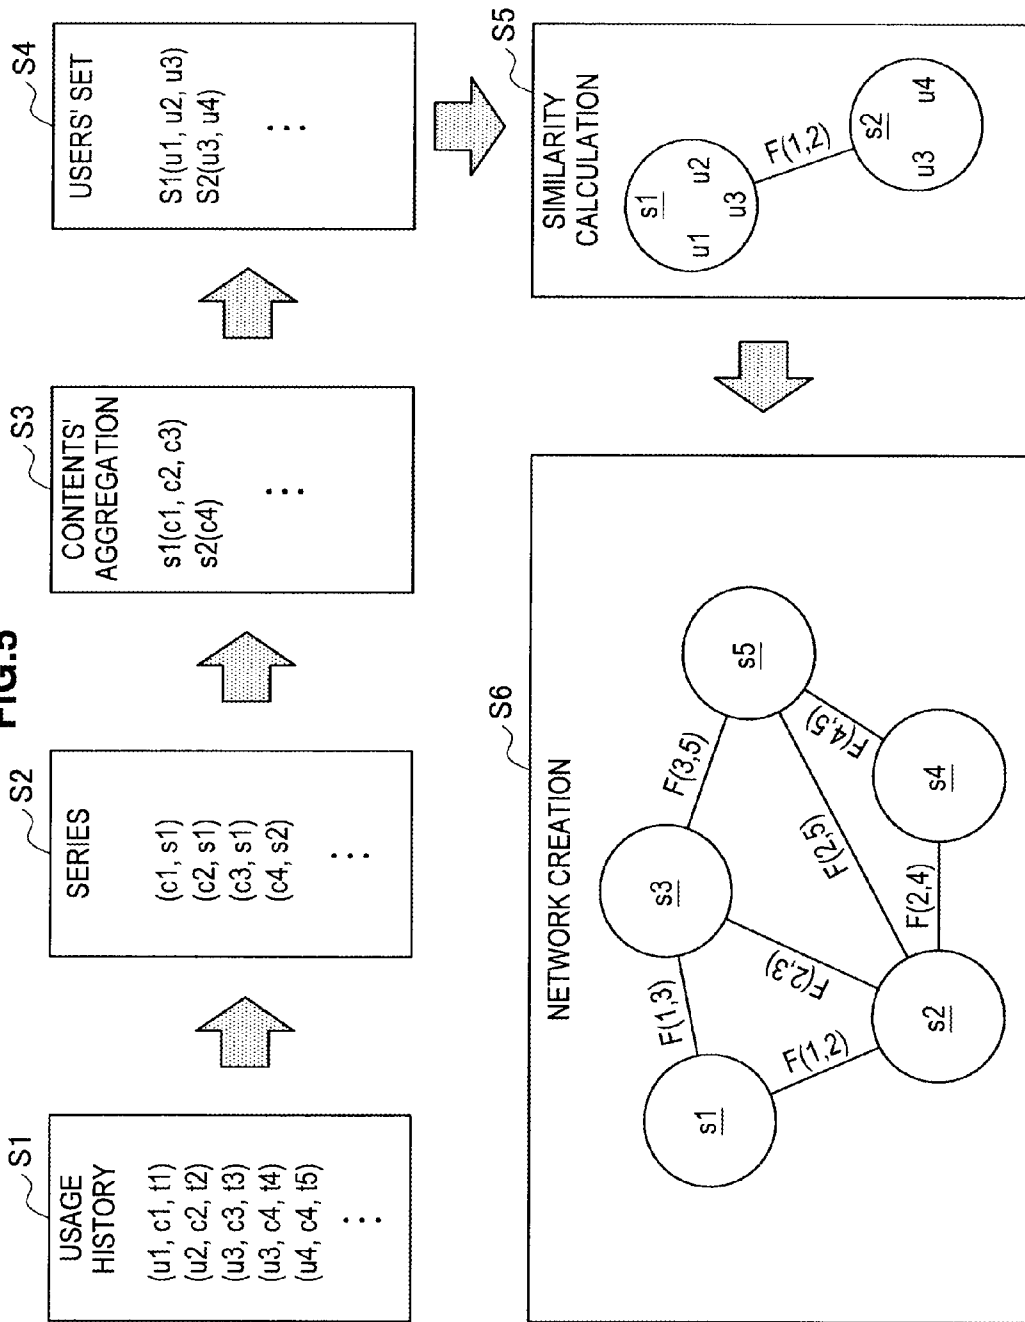 FIG.5
S1
USAGE
HISTORY
(u1, c1, t1)
(u2, c2, t2)
(u3, c3, t3)
(u3, c4, t4)
(u4, c4, t5)
...
S2
SERIES
(c1, s1)
(c2, s1)
(c3, s1)
(c4, s2)
...
S3
CONTENTS'
AGGREGATION
s1(c1, c2, c3)
s2(c4)
...
S4
USERS' SET
S1(u1, u2, u3)
S2(u3, u4)
...
S5
SIMILARITY
CALCULATION
s1
u1 u2
u3
F(1,2)
s2
u3 u4
S6
NETWORK CREATION
s1
F(1,3)
s3
F(3,5)
s5
F(1,2)
F(2,3)
F(2,5)
F(4,5)
s2
F(2,4)
s4